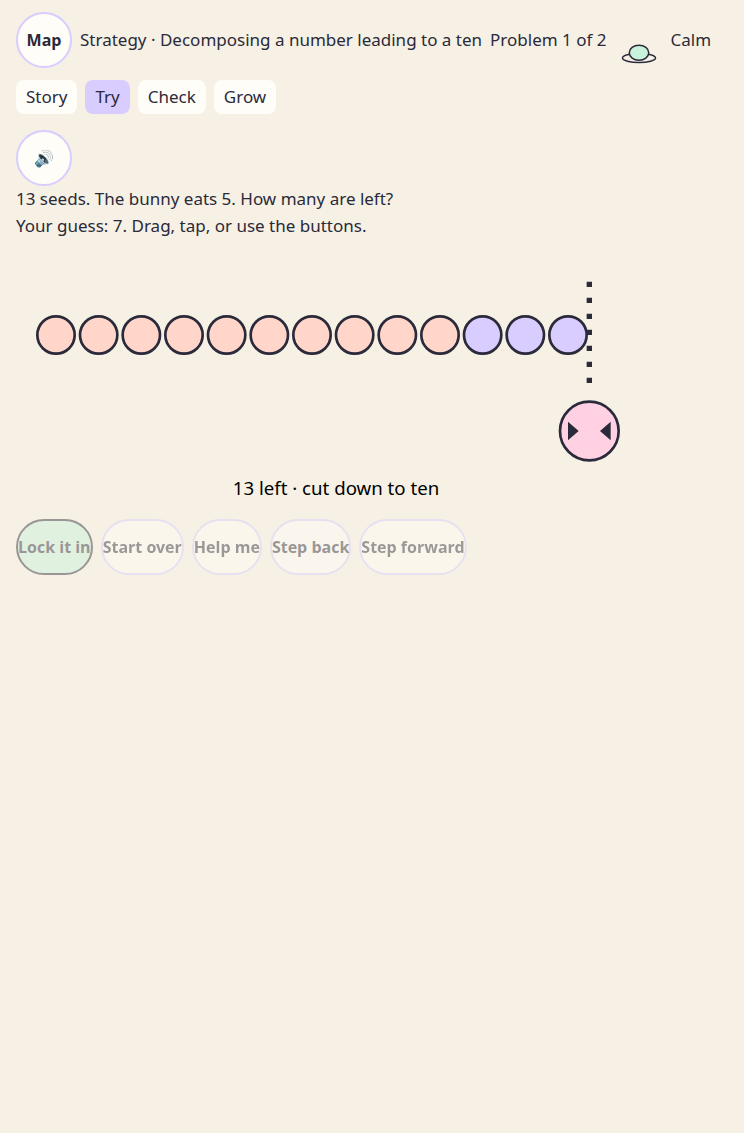 Map Strategy · Decomposing a number leading to a ten Problem 1 of 2 Calm
Story Try Check Grow
13 seeds. The bunny eats 5. How many are left?
Your guess: 7. Drag, tap, or use the buttons.
13 left · cut down to ten
Lock it in Start over Help me Step back Step forward